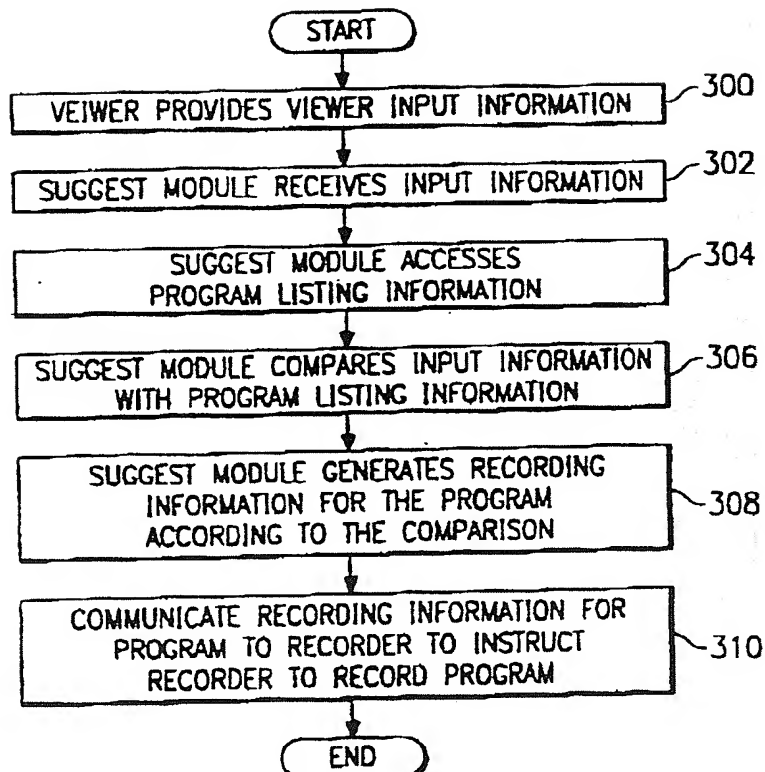 START
VEIWER PROVIDES VIEWER INPUT INFORMATION
300
SUGGEST MODULE RECEIVES INPUT INFORMATION
302
SUGGEST MODULE ACCESSES
PROGRAM LISTING INFORMATION
304
SUGGEST MODULE COMPARES INPUT INFORMATION
WITH PROGRAM LISTING INFORMATION
306
SUGGEST MODULE GENERATES RECORDING
INFORMATION FOR THE PROGRAM
ACCORDING TO THE COMPARISON
308
COMMUNICATE RECORDING INFORMATION FOR
PROGRAM TO RECORDER TO INSTRUCT
RECORDER TO RECORD PROGRAM
310
END